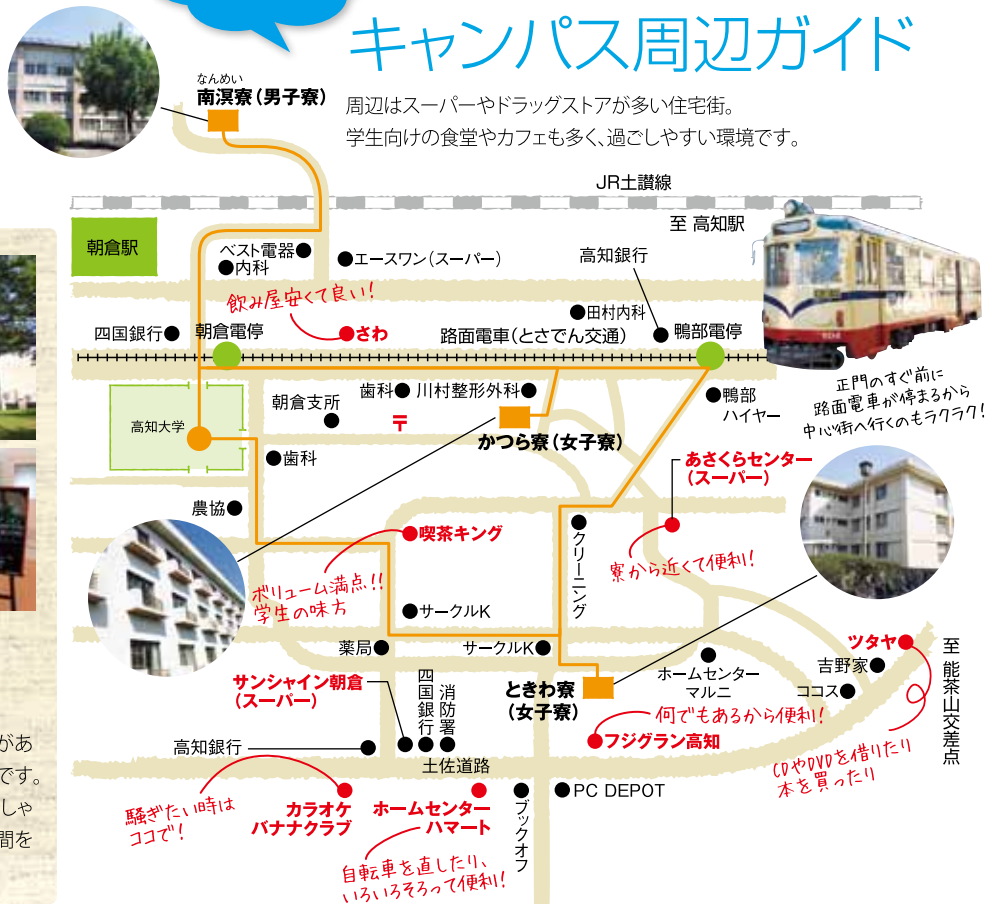 キャンパス周辺ガイド
周辺はスーパーやドラッグストアが多い住宅街。
学生向けの食堂やカフェも多く、過ごしやすい環境です。
なんめい
南溟寮(男子寮)
JR土讃線
至 高知駅
朝倉駅
ベスト電器
内科
エースワン(スーパー)
高知銀行
飲み屋安くて良い!
さわ
田村内科
四国銀行
朝倉電停
路面電車(とさでん交通)
鴨部電停
正門のすぐ前に
路面電車が停まるから
中心街へ行くのもラクラク!
歯科
川村整形外科
鴨部
ハイヤー
朝倉支所
〒
高知大学
かつら寮(女子寮)
歯科
あさくらセンター
(スーパー)
農協
喫茶キング
クリーニング
寮から近くて便利!
ボリューム満点!!
学生の味方
サークルK
薬局
サークルK
ツタヤ
吉野家
ココス
至 能茶山交差点
ホームセンター
マルニ
サンシャイン朝倉
(スーパー)
四国銀行
消防署
ときわ寮
(女子寮)
何でもあるから便利!
フジグラン高知
高知銀行
土佐道路
CDやDVDを借りたり
本を買ったり
騒ぎたい時は
ココで!
カラオケ
バナナクラブ
ホームセンター
ハマート
ブックオフ
PC DEPOT
自転車を直したり、
いろいろそろって便利!
があ
です。
しゃ
間を